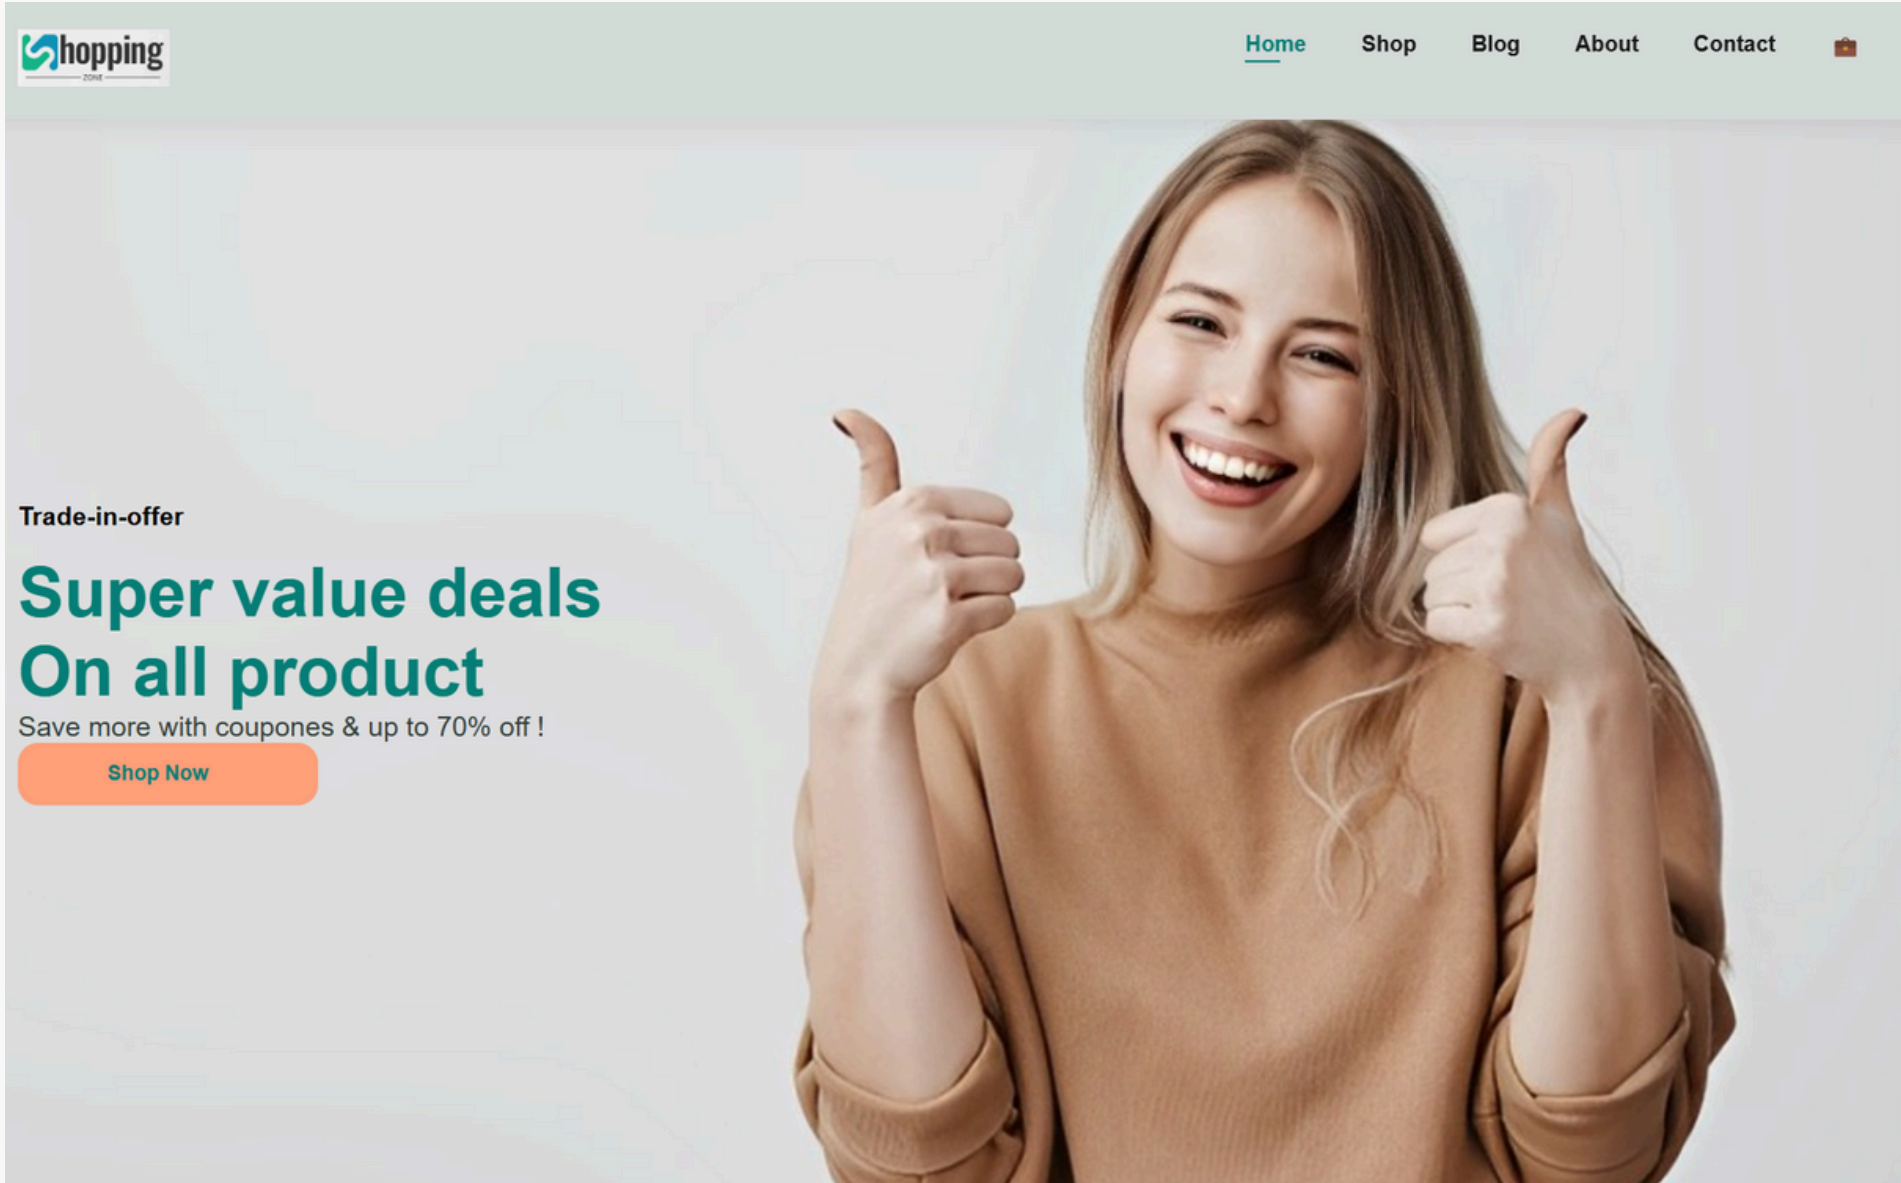 Shopping
ZONE
Home Shop Blog About Contact
Trade-in-offer
Super value deals
On all product
Save more with coupones & up to 70% off !
Shop Now